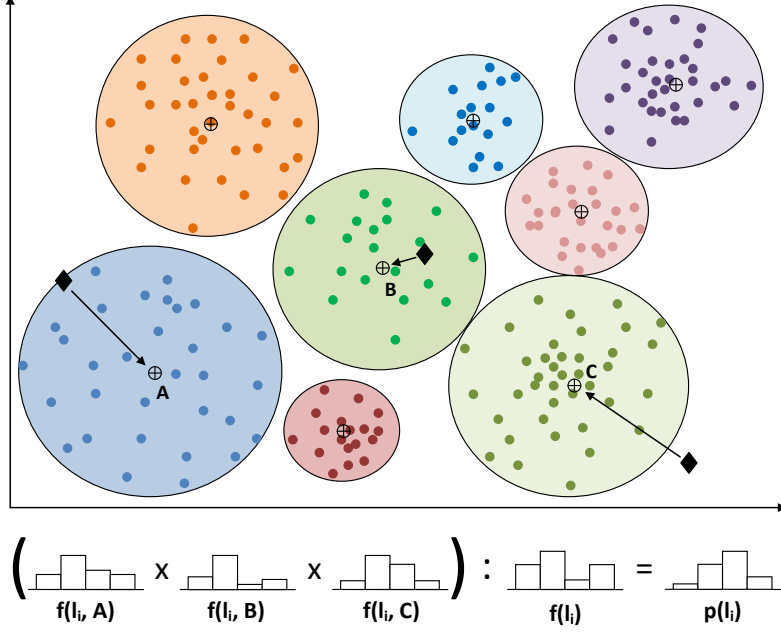 B
C
A
( x x ) : =
f(lᵢ, A) f(lᵢ, B) f(lᵢ, C) f(lᵢ) p(lᵢ)